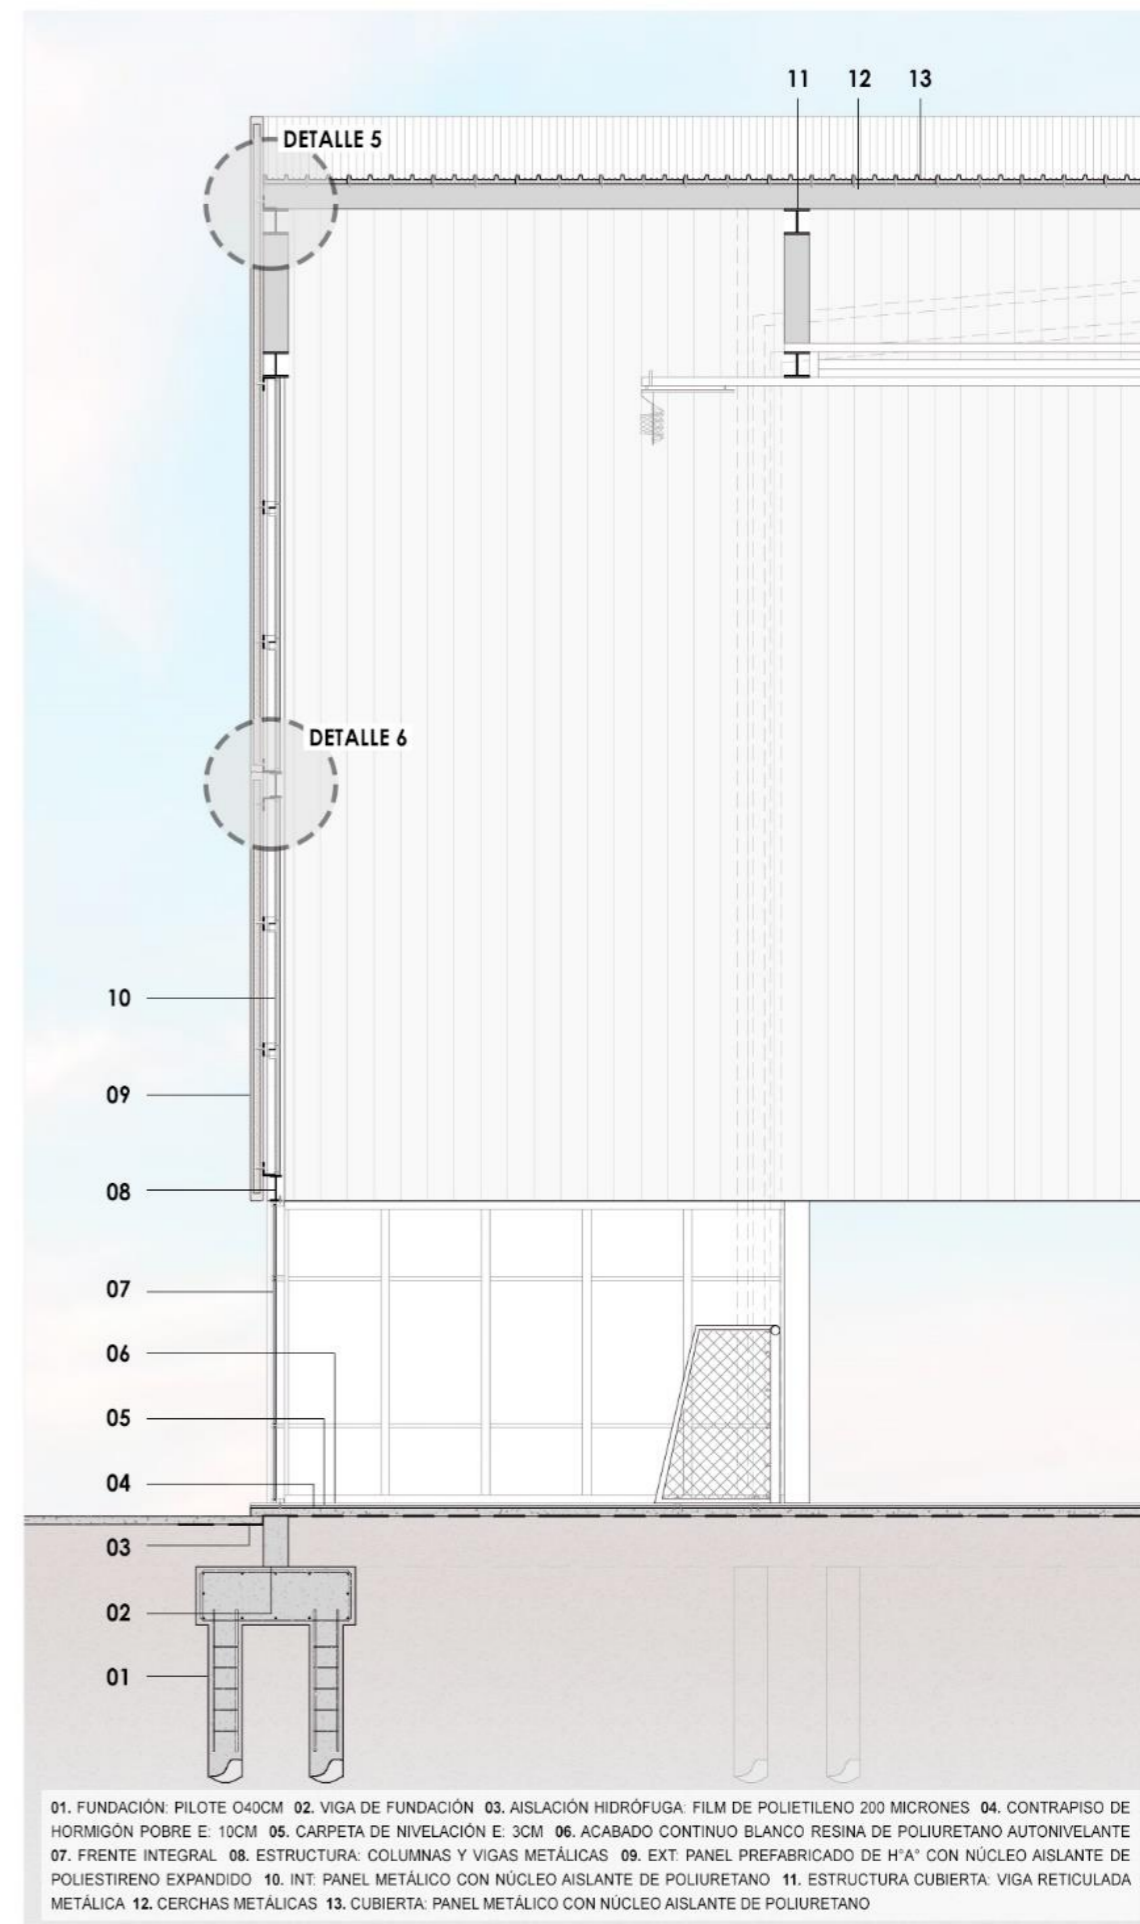 11 12 13
DETALLE 5
DETALLE 6
10
09
08
07
06
05
04
03
02
01
01. FUNDACIÓN: PILOTE O40CM 02. VIGA DE FUNDACIÓN 03. AISLACIÓN HIDRÓFUGA: FILM DE POLIETILENO 200 MICRONES 04. CONTRAPISO DE
HORMIGÓN POBRE E: 10CM 05. CARPETA DE NIVELACIÓN E: 3CM 06. ACABADO CONTINUO BLANCO RESINA DE POLIURETANO AUTONIVELANTE
07. FRENTE INTEGRAL 08. ESTRUCTURA: COLUMNAS Y VIGAS METÁLICAS 09. EXT: PANEL PREFABRICADO DE H°A° CON NÚCLEO AISLANTE DE
POLIESTIRENO EXPANDIDO 10. INT: PANEL METÁLICO CON NÚCLEO AISLANTE DE POLIURETANO 11. ESTRUCTURA CUBIERTA: VIGA RETICULADA
METÁLICA 12. CERCHAS METÁLICAS 13. CUBIERTA: PANEL METÁLICO CON NÚCLEO AISLANTE DE POLIURETANO